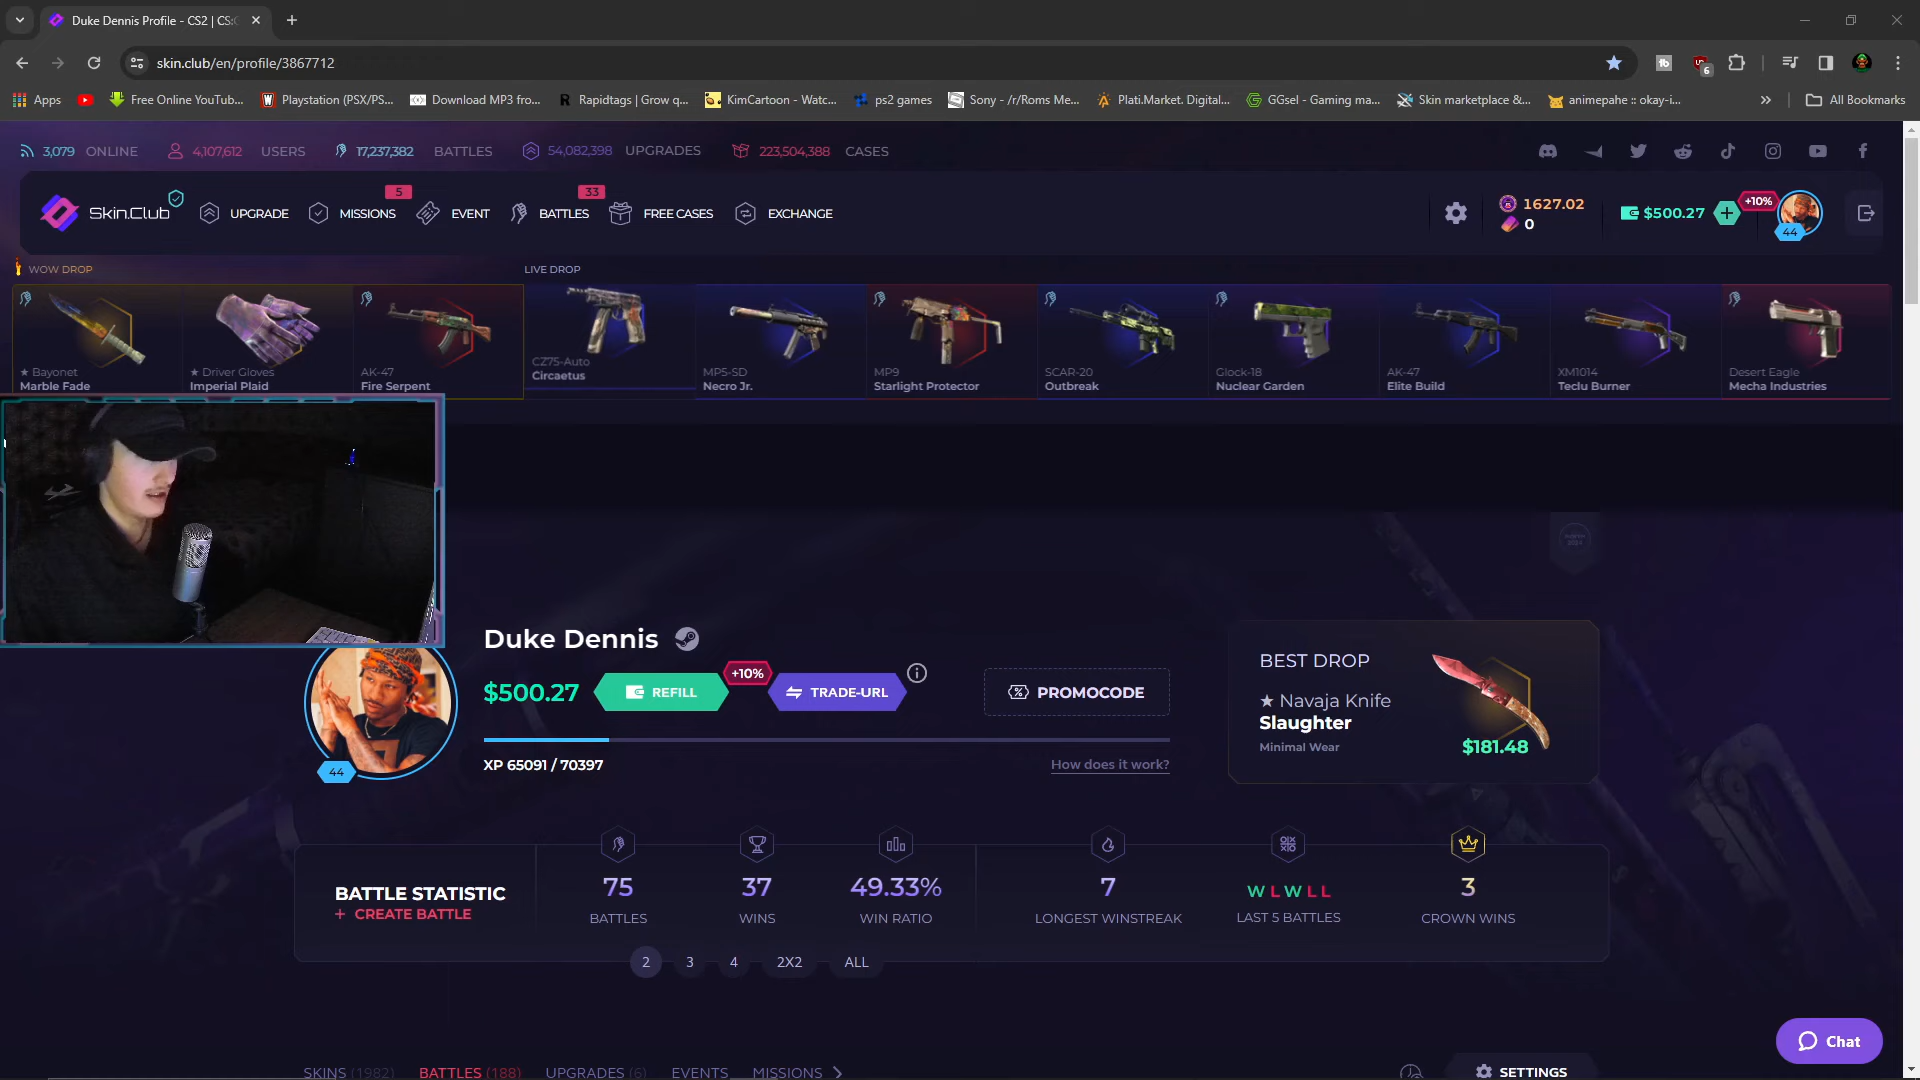 Duke Dennis Profile - CS2 | CS:G
skin.club/en/profile/3867712
6
Apps
Free Online YouTub...
Playstation (PSX/PS...
Download MP3 fro...
Rapidtags | Grow q...
KimCartoon - Watc...
ps2 games
Sony - /r/Roms Me...
Plati.Market. Digital...
GGsel - Gaming ma...
Skin marketplace &...
animepahe :: okay-i...
All Bookmarks
3,079 ONLINE
4,107,612 USERS
17,237,382 BATTLES
54,082,398 UPGRADES
223,504,388 CASES
Skin.Club
UPGRADE
5
MISSIONS
EVENT
33
BATTLES
FREE CASES
EXCHANGE
1627.02
0
$500.27
+10%
44
WOW DROP
LIVE DROP
★ Bayonet
Marble Fade
★ Driver Gloves
Imperial Plaid
AK-47
Fire Serpent
CZ75-Auto
Circaetus
MP5-SD
Necro Jr.
MP9
Starlight Protector
SCAR-20
Outbreak
Glock-18
Nuclear Garden
AK-47
Elite Build
XM1014
Teclu Burner
Desert Eagle
Mecha Industries
Duke Dennis
$500.27
REFILL
+10%
TRADE-URL
PROMOCODE
44
XP 65091 / 70397
How does it work?
BEST DROP
★ Navaja Knife
Slaughter
Minimal Wear
$181.48
BATTLE STATISTIC
+ CREATE BATTLE
75
BATTLES
37
WINS
49.33%
WIN RATIO
7
LONGEST WINSTREAK
W L W L L
LAST 5 BATTLES
3
CROWN WINS
2 3 4 2X2 ALL
SKINS (1982) BATTLES (188) UPGRADES (6) EVENTS MISSIONS
SETTINGS
Chat